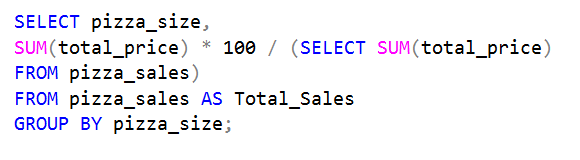 SELECT pizza_size,
SUM(total_price) * 100 / (SELECT SUM(total_price)
FROM pizza_sales)
FROM pizza_sales AS Total_Sales
GROUP BY pizza_size;